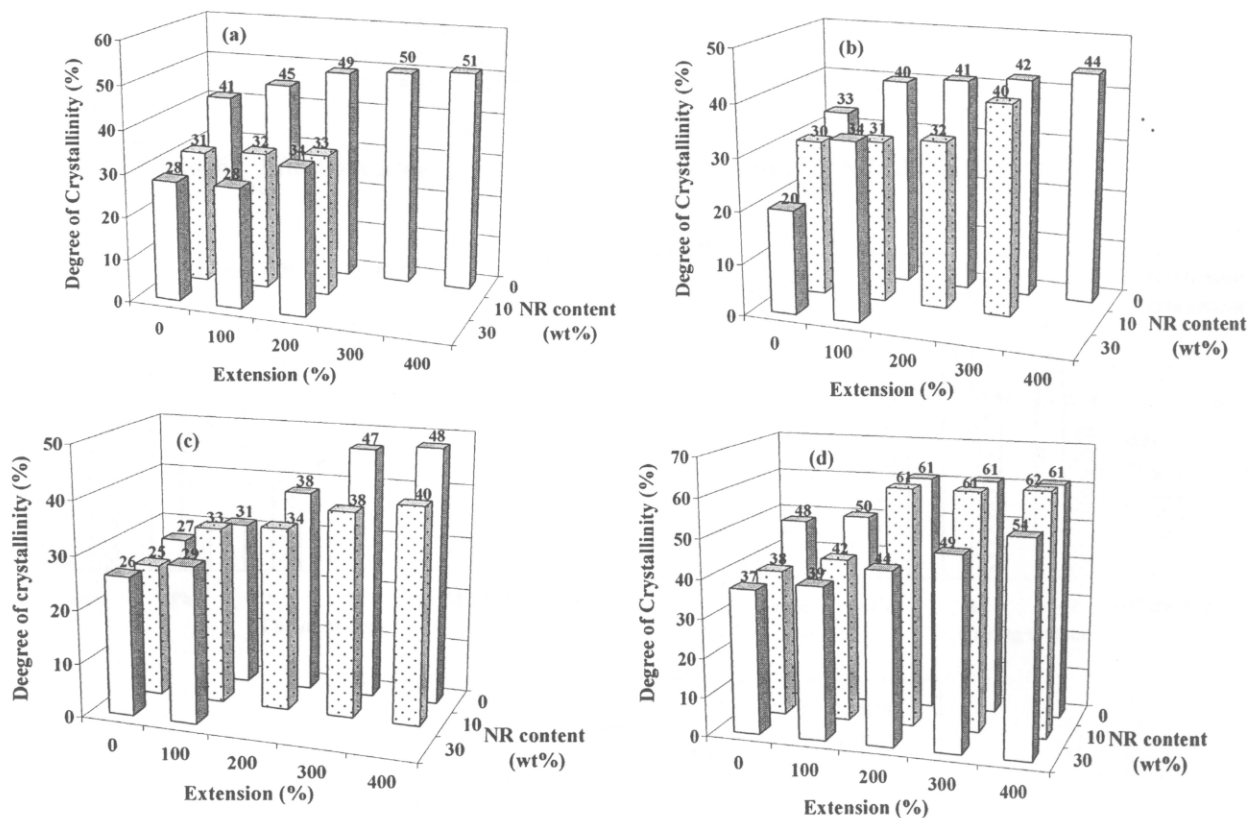 (a)
60
50
40
30
20
10
0
Degree of Crystallinity (%)
41 45 49 50 51
31 32 33
28 28 34
0 100 200 300 400
Extension (%)
0
10
30
NR content
(wt%)
(b)
50
40
30
20
10
0
Degree of Crystallinity (%)
33 40 41 42 44
30 31 32 40
20 34
0 100 200 300 400
Extension (%)
0
10
30
NR content
(wt%)
(c)
50
40
30
20
10
0
Deegree of crystallinity (%)
27 31 38 47 48
25 33 34 38 40
26 29
0 100 200 300 400
Extension (%)
0
10
30
NR content
(wt%)
(d)
70
60
50
40
30
20
10
0
Degree of Crystallinity (%)
48 50 61 61 61
38 42 61 61 62
37 39 44 49 54
0 100 200 300 400
Extension (%)
0
10
30
NR content
(wt%)